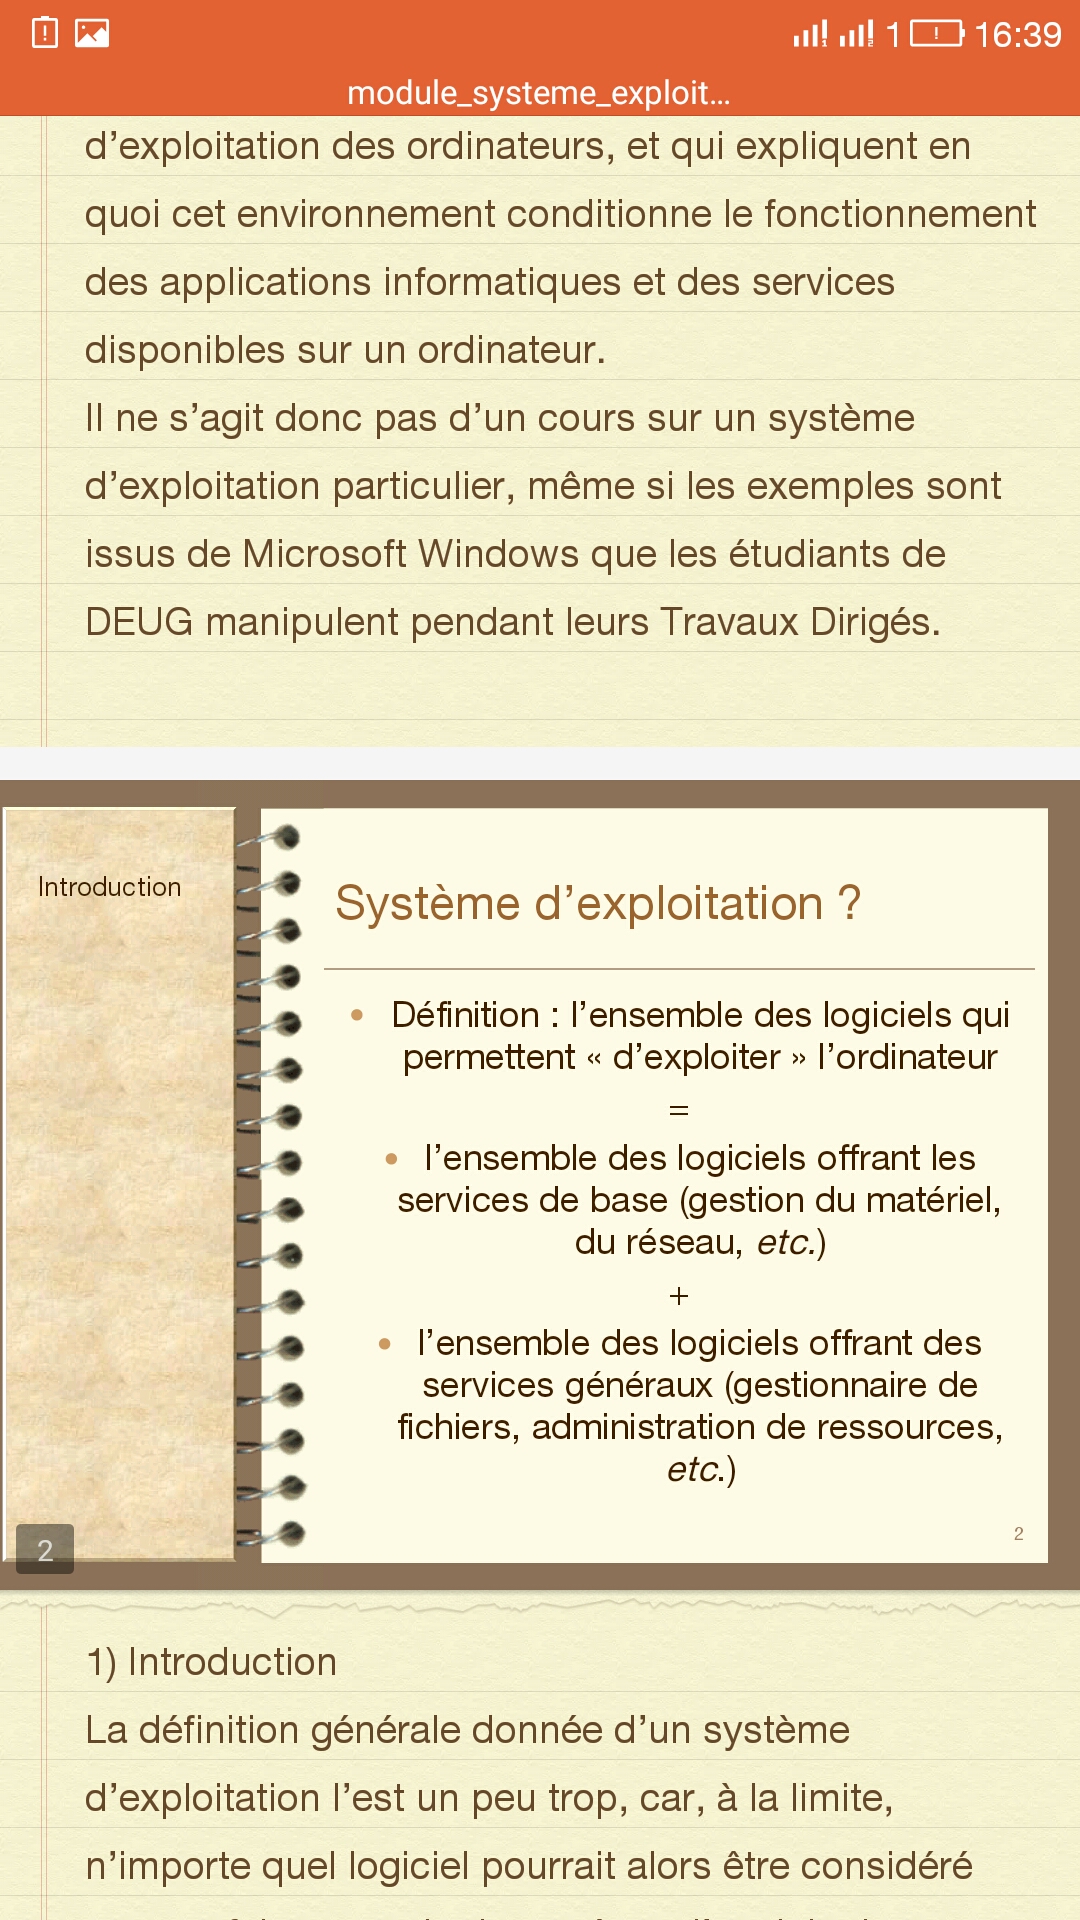 1 16:39
module_systeme_exploit...
d’exploitation des ordinateurs, et qui expliquent en
quoi cet environnement conditionne le fonctionnement
des applications informatiques et des services
disponibles sur un ordinateur.
Il ne s’agit donc pas d’un cours sur un système
d’exploitation particulier, même si les exemples sont
issus de Microsoft Windows que les étudiants de
DEUG manipulent pendant leurs Travaux Dirigés.
Introduction
Système d’exploitation ?
• Définition : l’ensemble des logiciels qui
permettent « d’exploiter » l’ordinateur
=
• l’ensemble des logiciels offrant les
services de base (gestion du matériel,
du réseau, etc.)
+
• l’ensemble des logiciels offrant des
services généraux (gestionnaire de
fichiers, administration de ressources,
etc.)
2
2
1) Introduction
La définition générale donnée d’un système
d’exploitation l’est un peu trop, car, à la limite,
n’importe quel logiciel pourrait alors être considéré